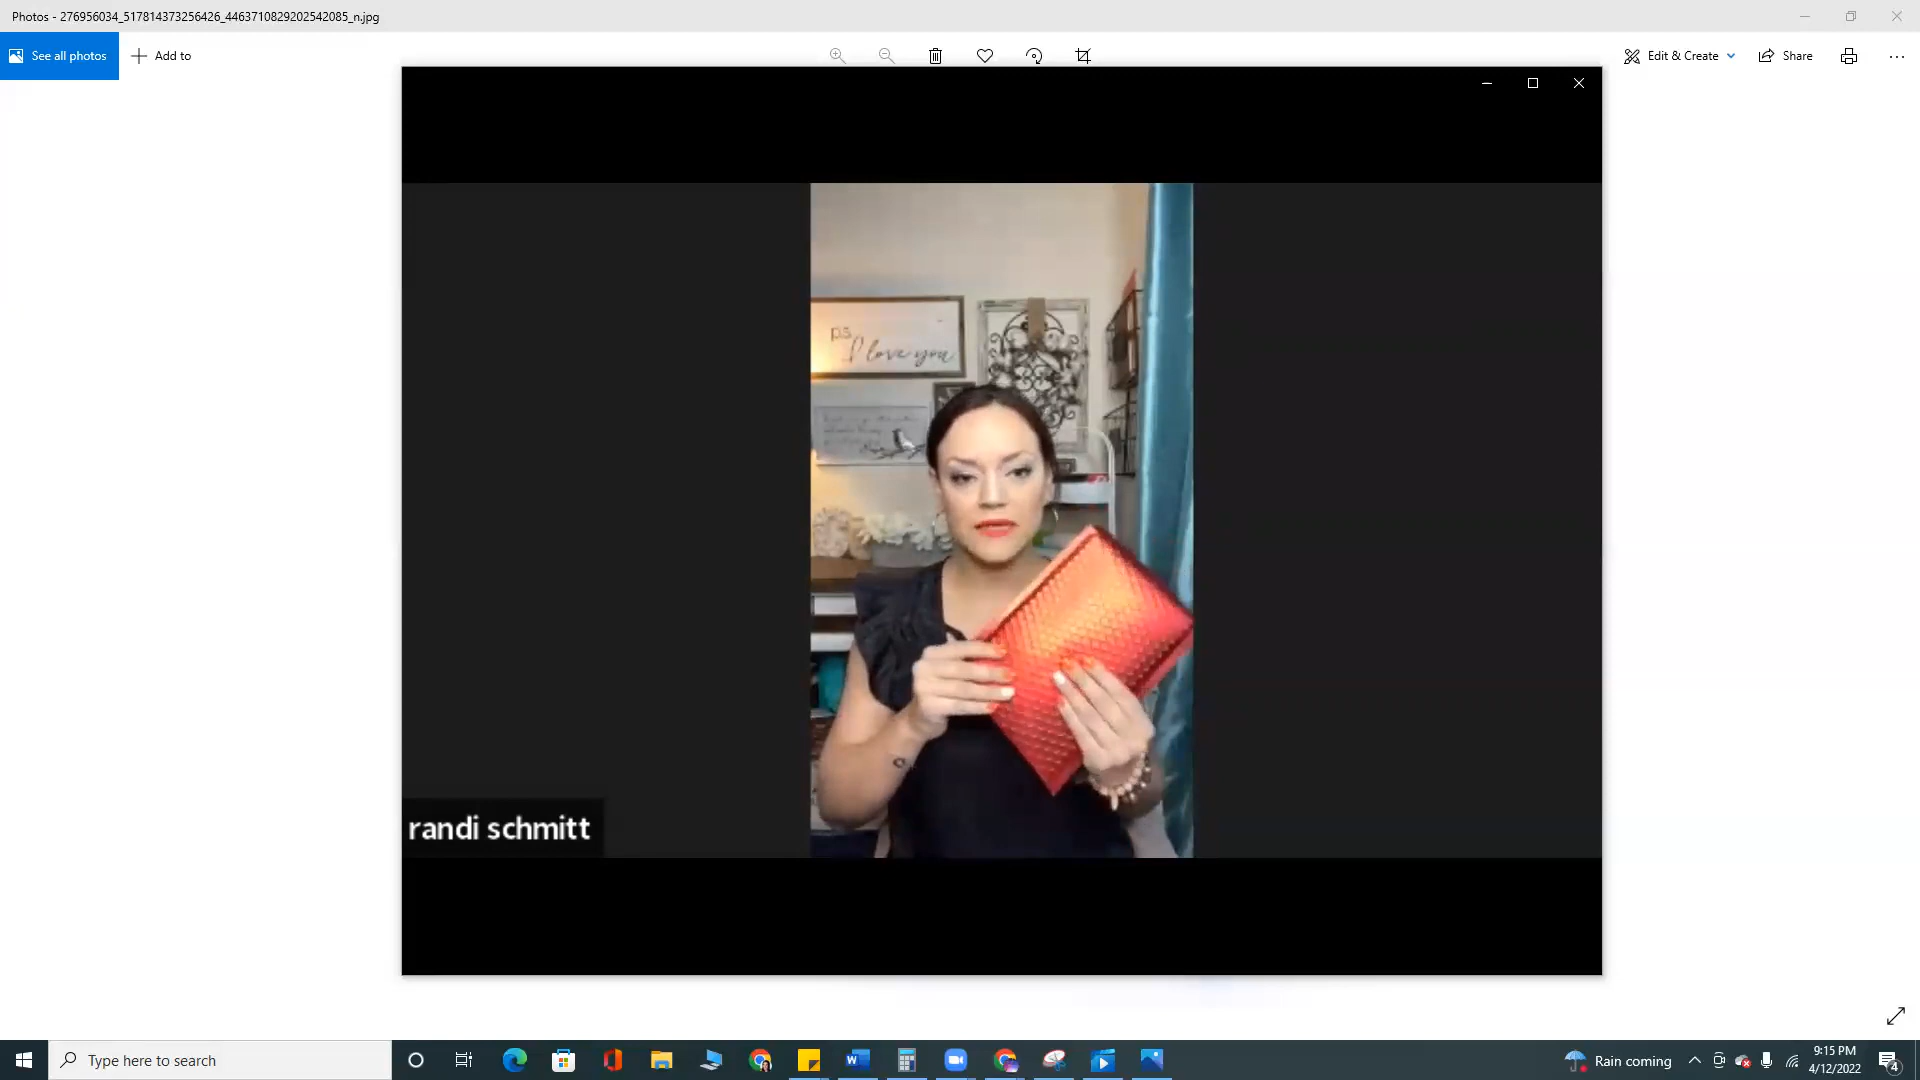 Photos - 276956034_517814373256426_4463710829202542085_n.jpg
See all photos
Add to
Edit & Create
Share
p.s.
I love you
randi schmitt
Type here to search
Rain coming
9:15 PM
4/12/2022
4